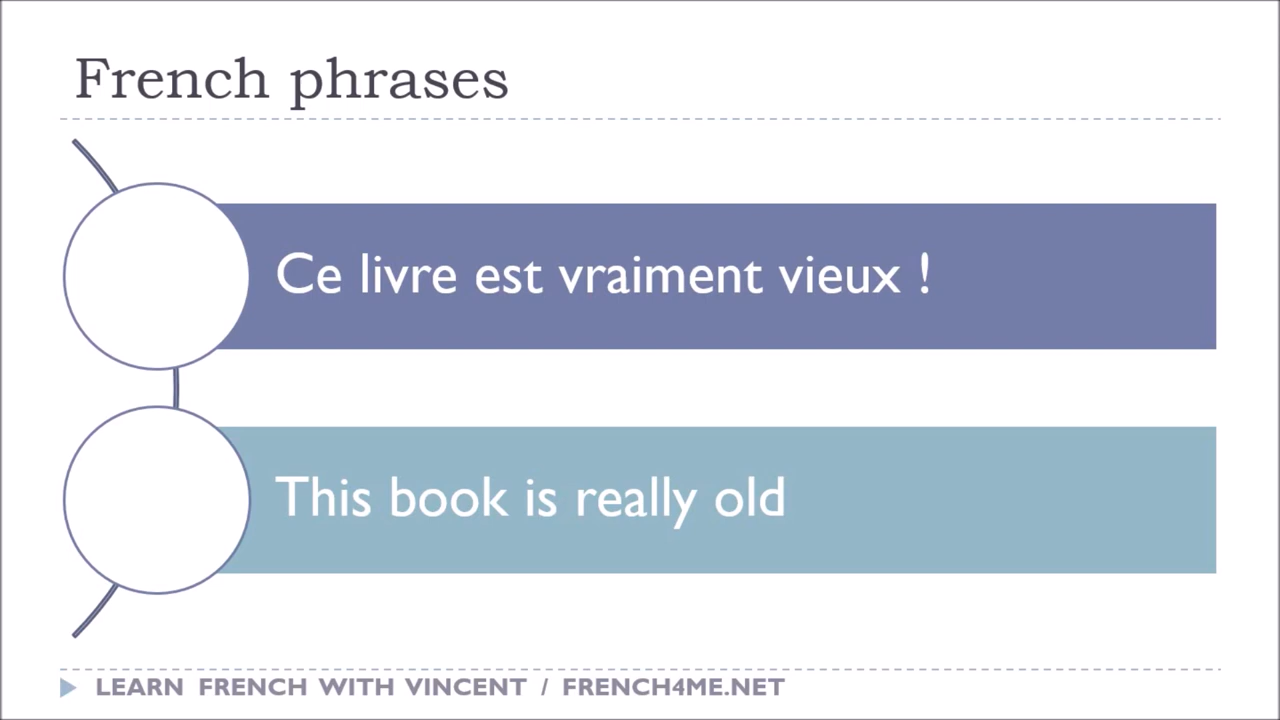 French phrases
Ce livre est vraiment vieux !
This book is really old
LEARN FRENCH WITH VINCENT / FRENCH4ME.NET